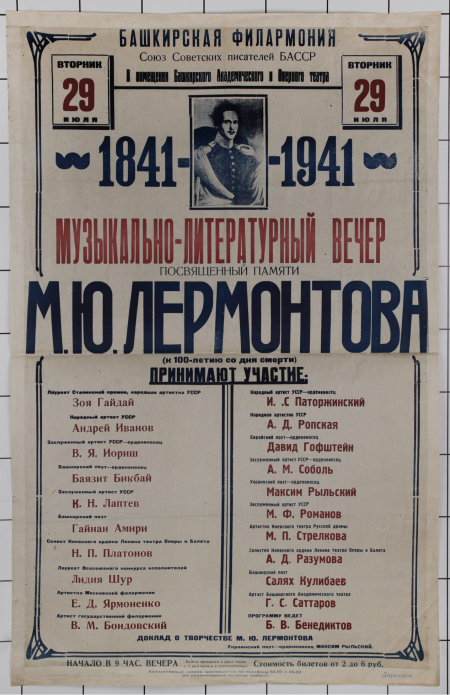 БАШКИРСКАЯ ФИЛАРМОНИЯ
Союз Советских писателей БАССР
В помещении Башкирского Академического и Оперного театра
ВТОРНИК
29
ИЮЛЯ
ВТОРНИК
29
ИЮЛЯ
1841-1941
МУЗЫКАЛЬНО-ЛИТЕРАТУРНЫЙ ВЕЧЕР
ПОСВЯЩЕННЫЙ ПАМЯТИ
М.Ю. ЛЕРМОНТОВА
(к 100-летию со дня смерти)
ПРИНИМАЮТ УЧАСТИЕ:
Лауреат Сталинской премии, народная артистка УССР
Зоя Гайдай
Народный артист УССР
Андрей Иванов
Заслуженный артист УССР—орденоносец
В. Я. Иориш
Башкирский поэт—орденоносец
Баязит Бикбай
Заслуженный артист УССР
К. Н. Лаптев
Башкирский поэт
Гайнан Амири
Солист Киевского ордена Ленина театра Оперы и Балета
Н. П. Платонов
Лауреат Всесоюзного конкурса исполнителей
Лидия Шур
Артистка Московской филармонии
Е. Д. Ярмоненко
Артист государственной филармонии
В. М. Бондовский
Народный артист УССР—орденоносец
И. .С Паторжинский
Народная артистка УССР
А. Д. Ропская
Еврейский поэт—орденоносец
Давид Гофштейн
Заслуженный артист УССР—орденоносец
А. М. Соболь
Украинский поэт—орденоносец
Максим Рыльский
Заслуженный артист УССР
М. Ф. Романов
Артистка Киевского театра Русской драмы
М. П. Стрелкова
Солистка Киевского ордена Ленина театра Оперы и Балета
А. Д. Разумова
Башкирский поэт
Салях Кулибаев
Артист Башкирского Академического театра
Г. С. Саттаров
ПРОГРАММУ ВЕДЕТ
Б. В. Бенедиктов
ДОКЛАД О ТВОРЧЕСТВЕ М. Ю. ЛЕРМОНТОВА
Украинский поэт—орденоносец МАКСИМ РЫЛЬСКИЙ.
НАЧАЛО В 9 ЧАС. ВЕЧЕРА
Стоимость билетов от 2 до 6 руб.